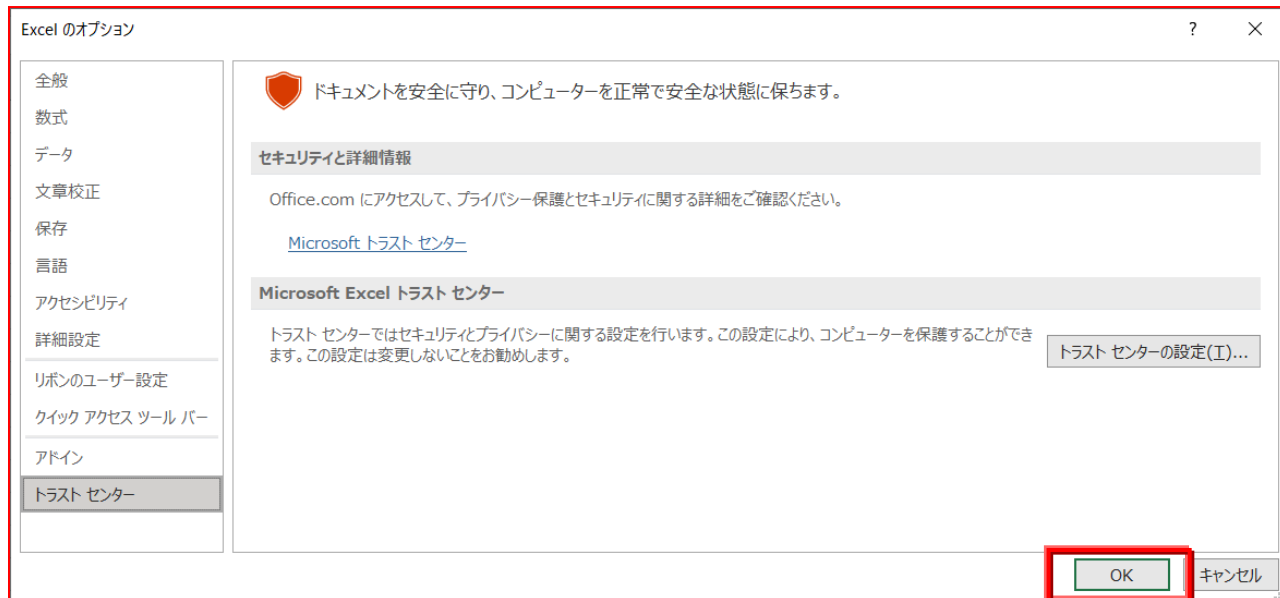 Excel のオプション
?
×
全般
数式
データ
文章校正
保存
言語
アクセシビリティ
詳細設定
リボンのユーザー設定
クイック アクセス ツール バー
アドイン
トラスト センター
ドキュメントを安全に守り、コンピューターを正常で安全な状態に保ちます。
セキュリティと詳細情報
Office.com にアクセスして、プライバシー保護とセキュリティに関する詳細をご確認ください。
Microsoft トラスト センター
Microsoft Excel トラスト センター
トラスト センターではセキュリティとプライバシーに関する設定を行います。この設定により、コンピューターを保護することができ
ます。この設定は変更しないことをお勧めします。
トラスト センターの設定(T)...
OK
キャンセル